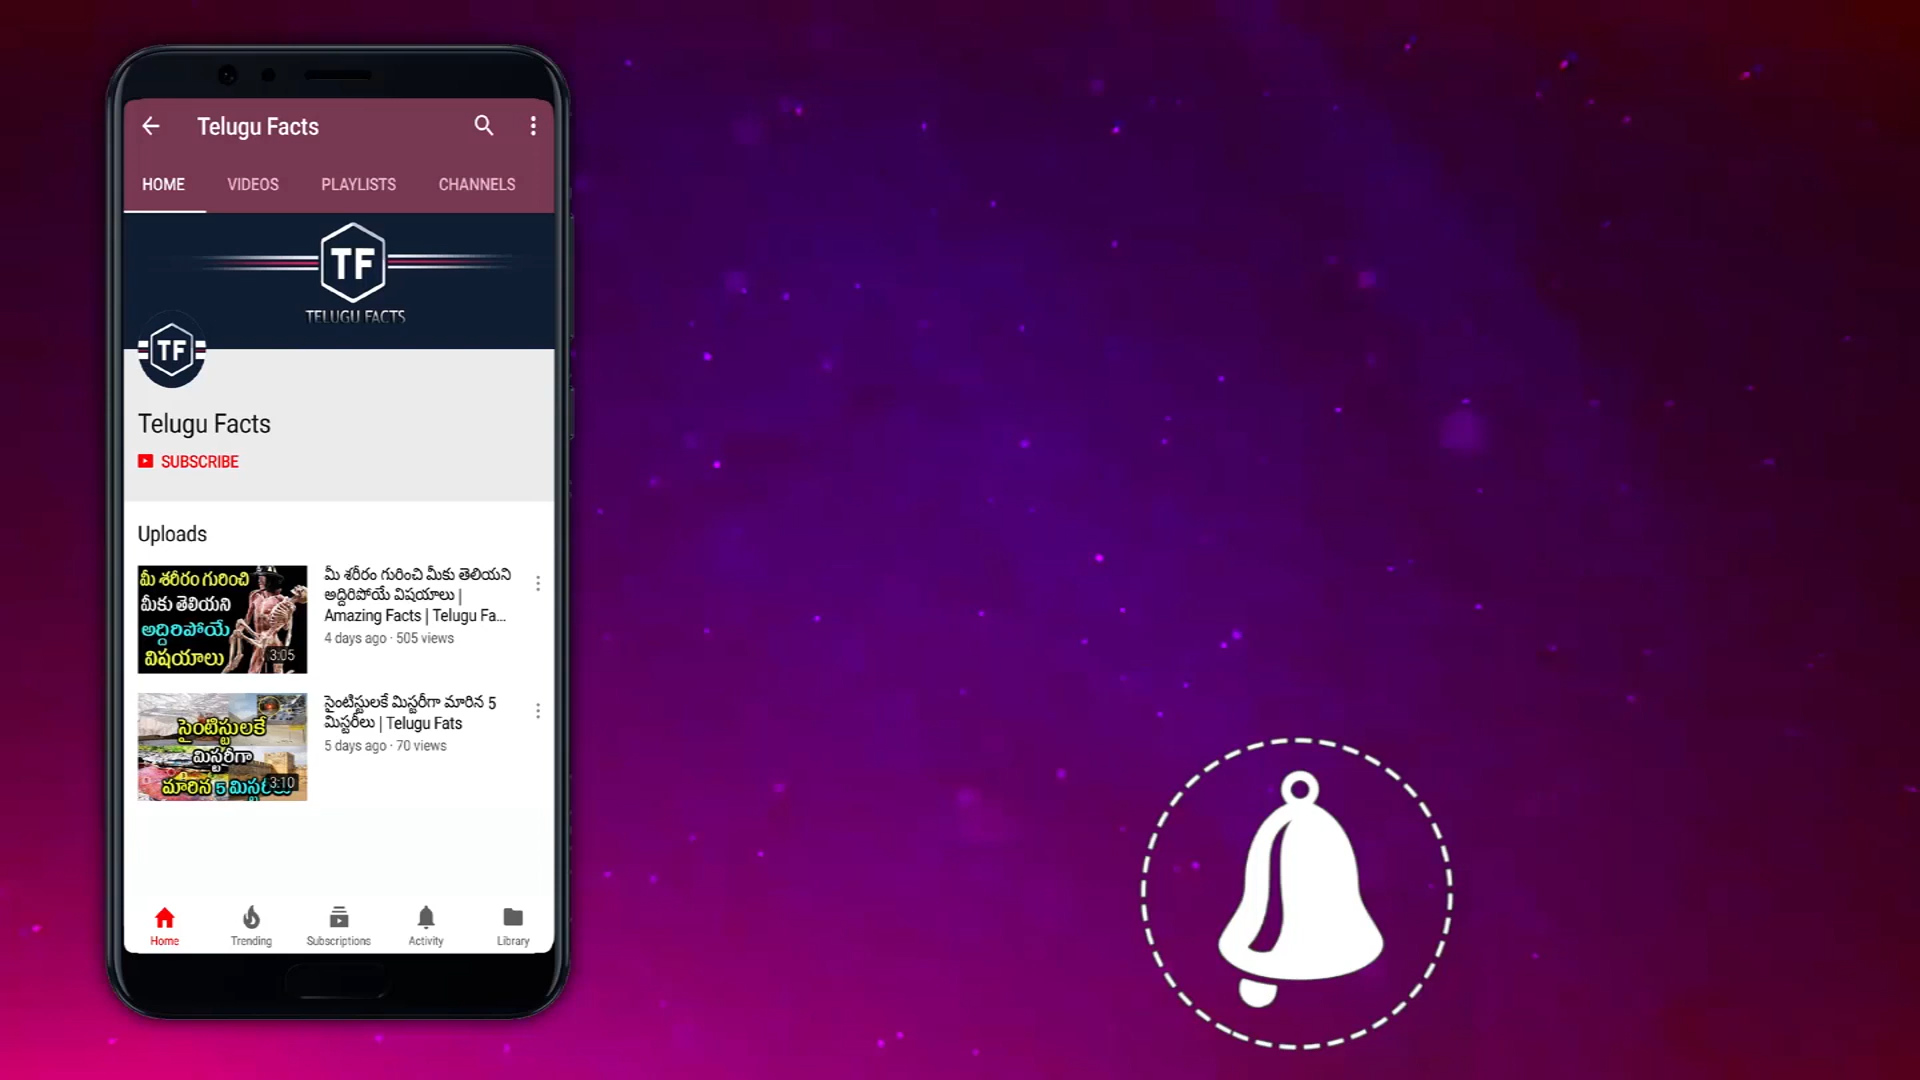 Telugu Facts
HOME VIDEOS PLAYLISTS CHANNELS
TF
TELUGU FACTS
TF
Telugu Facts
SUBSCRIBE
Uploads
మీ శరీరం గురించి
మీకు తెలియని
అద్దిరిపోయే
విషయాలు
3:05
మీ శరీరం గురించి మీకు తెలియని
అద్దిరిపోయే విషయాలు |
Amazing Facts | Telugu Fa...
4 days ago · 505 views
సైంటిస్టులకే
మిస్టరీగా
మారిన 5
3:10
సైంటిస్టులకే మిస్టరీగా మారిన 5
మిస్టరీలు | Telugu Fats
5 days ago · 70 views
Home Trending Subscriptions Activity Library